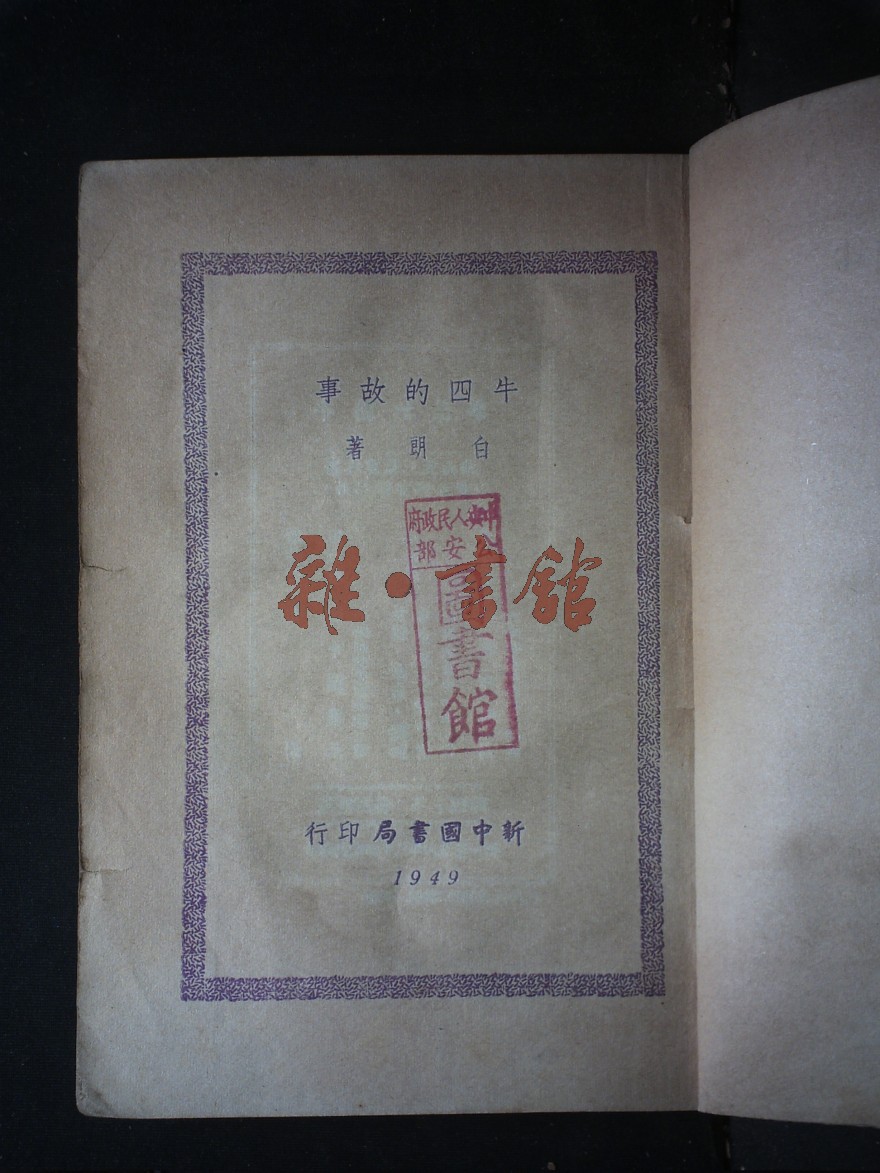 牛四的故事
白朗著
中央人民政府
公安部
圖書館
雜·書館
新中國書局印行
1949